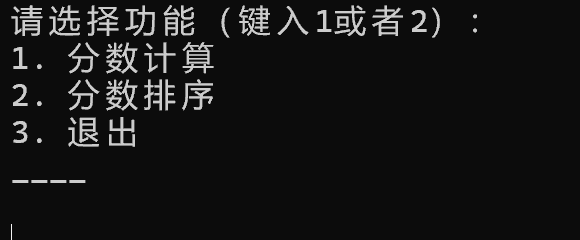 请选择功能（键入1或者2）：
1. 分数计算
2. 分数排序
3. 退出
----